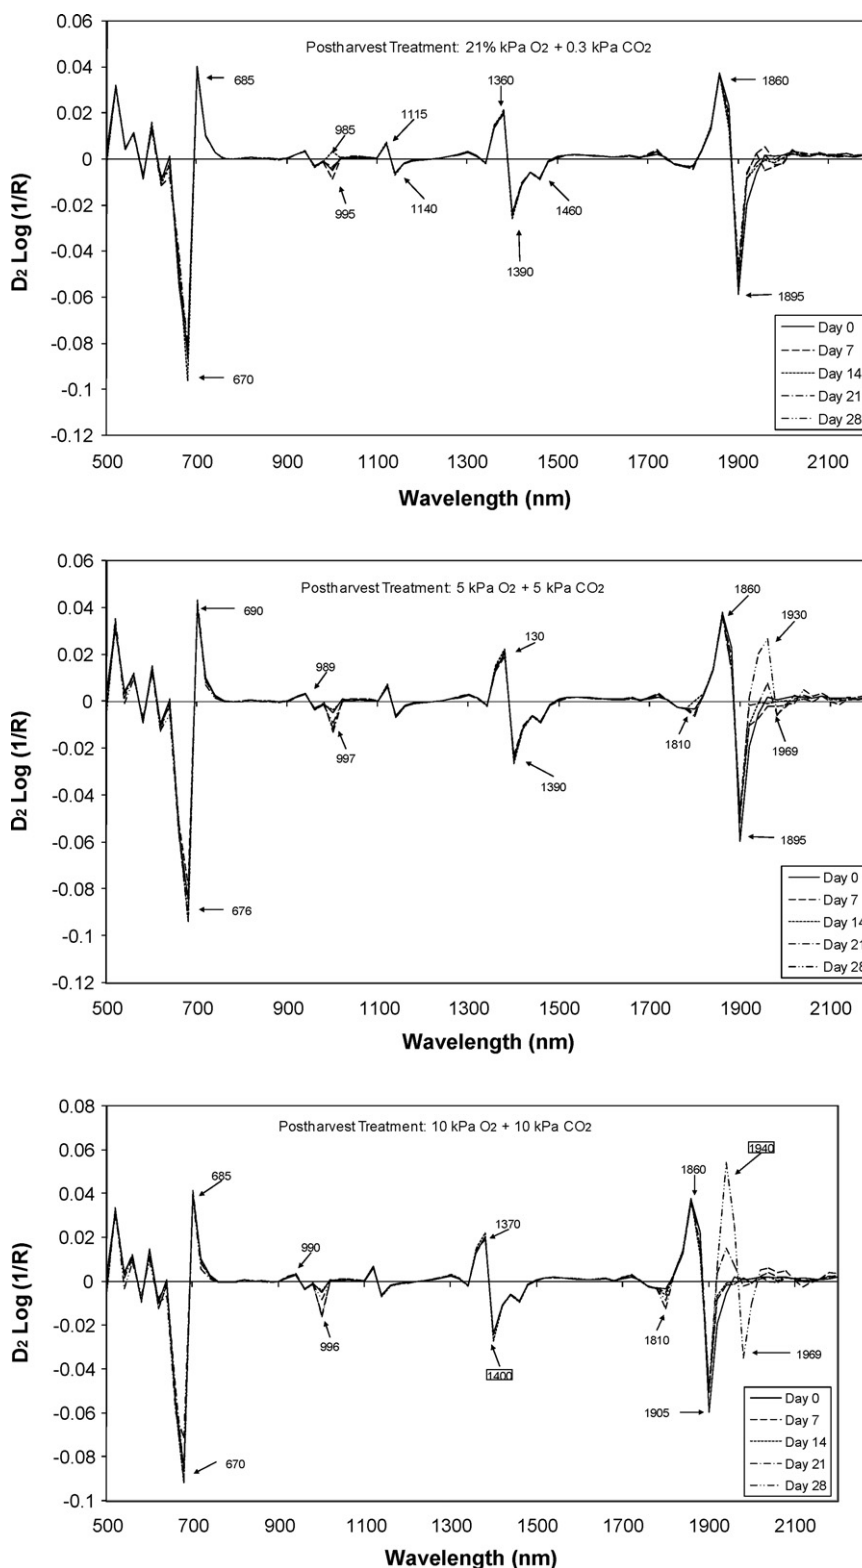 0.06
Postharvest Treatment: 21% kPa O2 + 0.3 kPa CO2
0.04
685
1360
1860
0.02
985
1115
0
-0.02
995
1140
1460
D2 Log (1/R)
-0.04
1390
-0.06
1895
-0.08
Day 0
Day 7
670
Day 14
-0.1
Day 21
Day 28
-0.12
500 700 900 1100 1300 1500 1700 1900 2100
Wavelength (nm)
0.06
Postharvest Treatment: 5 kPa O2 + 5 kPa CO2
1860
0.04
690
1930
130
0.02
989
0
997
1810
1969
-0.02
1390
D2 Log (1/R)
-0.04
-0.06
1895
-0.08
Day 0
676
Day 7
-0.1
Day 14
Day 21
Day 28
-0.12
500 700 900 1100 1300 1500 1700 1900 2100
Wavelength (nm)
0.08
Postharvest Treatment: 10 kPa O2 + 10 kPa CO2
0.06
1860
1940
0.04
685
1370
990
0.02
0
996
1810
-0.02
1969
D2 Log (1/R)
1400
-0.04
1905
-0.06
Day 0
Day 7
670
-0.08
Day 14
Day 21
Day 28
-0.1
500 700 900 1100 1300 1500 1700 1900 2100
Wavelength (nm)